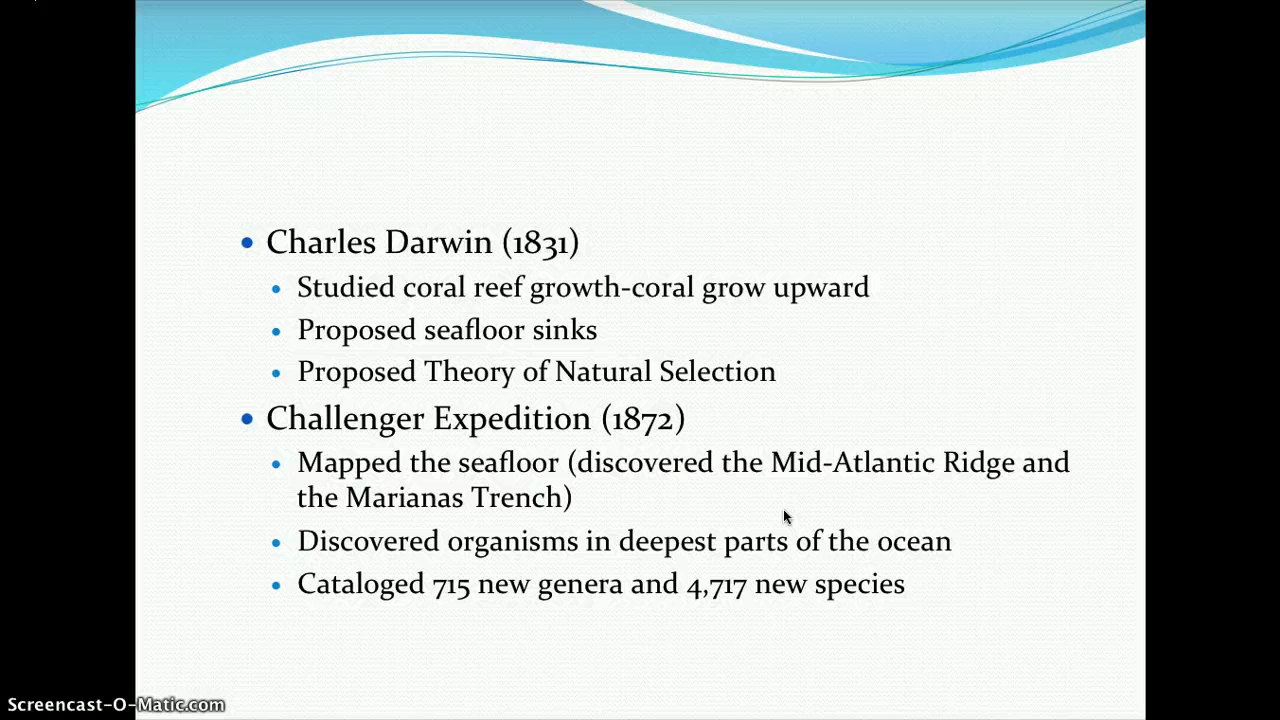 • Charles Darwin (1831)
• Studied coral reef growth-coral grow upward
• Proposed seafloor sinks
• Proposed Theory of Natural Selection
• Challenger Expedition (1872)
• Mapped the seafloor (discovered the Mid-Atlantic Ridge and
the Marianas Trench)
• Discovered organisms in deepest parts of the ocean
• Cataloged 715 new genera and 4,717 new species
Screencast-O-Matic.com